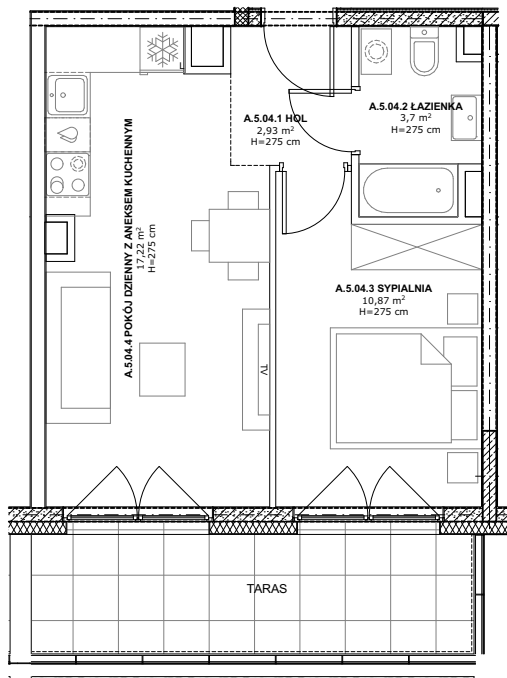 A.5.04.1 HOL
2,93 m²
H=275 cm
A.5.04.2 ŁAZIENKA
3,7 m²
H=275 cm
A.5.04.4 POKÓJ DZIENNY Z ANEKSEM KUCHENNYM
17,22 m²
H=275 cm
A.5.04.3 SYPIALNIA
10,87 m²
H=275 cm
TV
TARAS